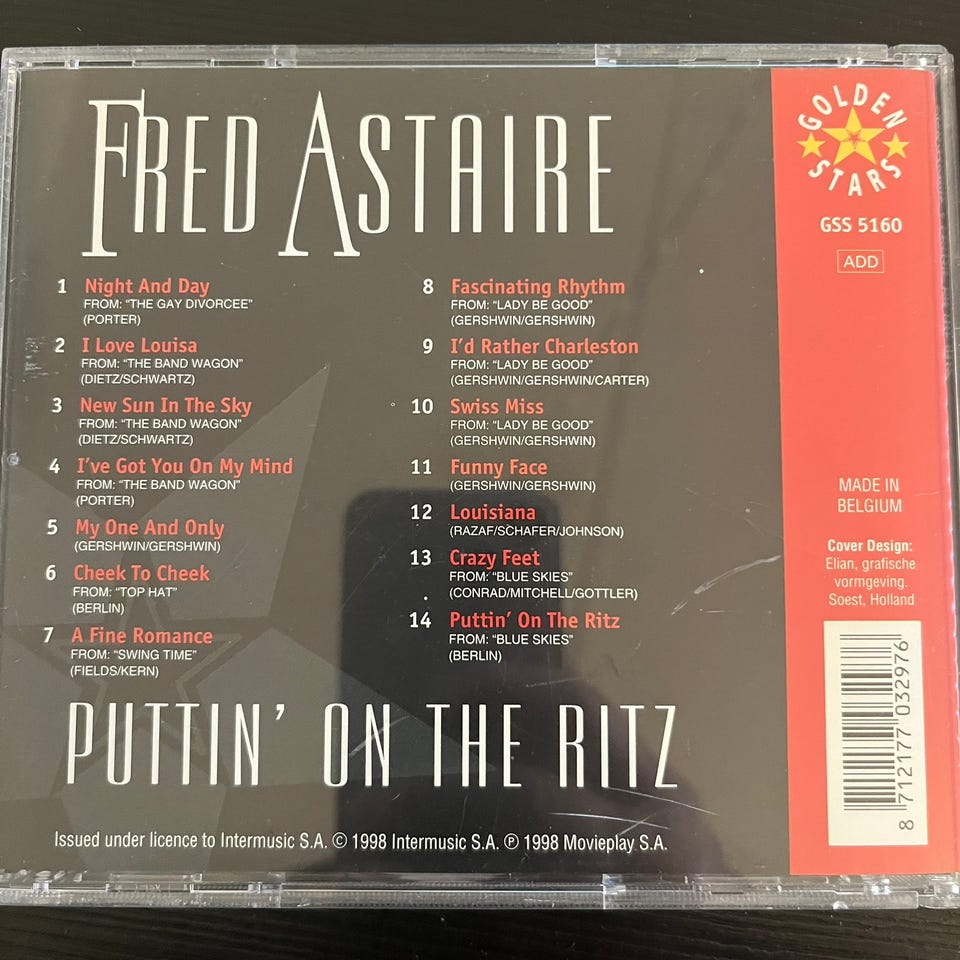 FRED ASTAIRE
1 Night And Day
FROM: "THE GAY DIVORCEE"
(PORTER)
2 I Love Louisa
FROM: "THE BAND WAGON"
(DIETZ/SCHWARTZ)
3 New Sun In The Sky
FROM: "THE BAND WAGON"
(DIETZ/SCHWARTZ)
4 I've Got You On My Mind
FROM: "THE BAND WAGON"
(PORTER)
5 My One And Only
(GERSHWIN/GERSHWIN)
6 Cheek To Cheek
FROM: "TOP HAT"
(BERLIN)
7 A Fine Romance
FROM: "SWING TIME"
(FIELDS/KERN)
8 Fascinating Rhythm
FROM: "LADY BE GOOD"
(GERSHWIN/GERSHWIN)
9 I'd Rather Charleston
FROM: "LADY BE GOOD"
(GERSHWIN/GERSHWIN/CARTER)
10 Swiss Miss
FROM: "LADY BE GOOD"
(GERSHWIN/GERSHWIN)
11 Funny Face
(GERSHWIN/GERSHWIN)
12 Louisiana
(RAZAF/SCHAFER/JOHNSON)
13 Crazy Feet
FROM: "BLUE SKIES"
(CONRAD/MITCHELL/GOTTLER)
14 Puttin' On The Ritz
FROM: "BLUE SKIES"
(BERLIN)
PUTTIN' ON THE RITZ
Issued under licence to Intermusic S.A. © 1998 Intermusic S.A. ℗ 1998 Movieplay S.A.
GOLDEN
STARS
GSS 5160
ADD
MADE IN
BELGIUM
Cover Design:
Elian, grafische
vormgeving.
Soest, Holland
8 712177 032976